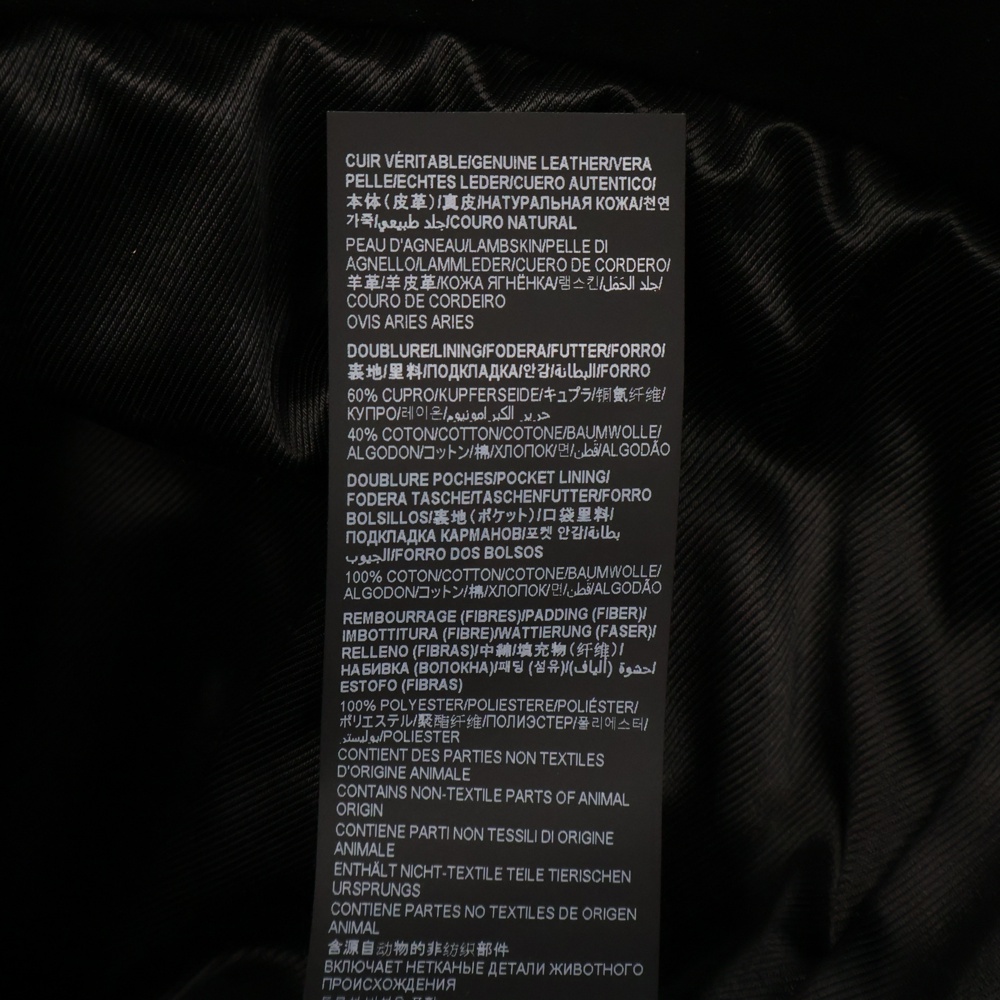 CUIR VÉRITABLE/GENUINE LEATHER/VERA
PELLE/ECHTES LEDER/CUERO AUTENTICO/
本体(皮革)/真皮/НАТУРАЛЬНАЯ КОЖА/천연
가죽/جلد طبيعي/COURO NATURAL
PEAU D'AGNEAU/LAMBSKIN/PELLE DI
AGNELLO/LAMMLEDER/CUERO DE CORDERO/
羊革/羊皮革/КОЖА ЯГНЁНКА/램스킨/جلد الحَمَل/
COURO DE CORDEIRO
OVIS ARIES ARIES
DOUBLURE/LINING/FODERA/FUTTER/FORRO/
裏地/里料/ПОДКЛАДКА/안감/البطانة/FORRO
60% CUPRO/KUPFERSEIDE/キュプラ/铜氨纤维/
КУПРО/레이온/حرير الكبرامونيوم
40% COTON/COTTON/COTONE/BAUMWOLLE/
ALGODON/コットン/棉/ХЛОПОК/면/قطن/ALGODÃO
DOUBLURE POCHES/POCKET LINING/
FODERA TASCHE/TASCHENFUTTER/FORRO
BOLSILLOS/裏地(ポケット)/口袋里料/
ПОДКЛАДКА КАРМАНОВ/포켓 안감/بطانة
الجيوب/FORRO DOS BOLSOS
100% COTON/COTTON/COTONE/BAUMWOLLE/
ALGODON/コットン/棉/ХЛОПОК/면/قطن/ALGODÃO
REMBOURRAGE (FIBRES)/PADDING (FIBER)/
IMBOTTITURA (FIBRE)/WATTIERUNG (FASER)/
RELLENO (FIBRAS)/中綿/填充物(纤维)/
НАБИВКА (ВОЛОКНА)/패딩 (섬유)/حشوة (ألياف)/
ESTOFO (FIBRAS)
100% POLYESTER/POLIESTERE/POLIÉSTER/
ポリエステル/聚酯纤维/ПОЛИЭСТЕР/폴리에스터/
بوليستر/POLIESTER
CONTIENT DES PARTIES NON TEXTILES
D'ORIGINE ANIMALE
CONTAINS NON-TEXTILE PARTS OF ANIMAL
ORIGIN
CONTIENE PARTI NON TESSILI DI ORIGINE
ANIMALE
ENTHÄLT NICHT-TEXTILE TEILE TIERISCHEN
URSPRUNGS
CONTIENE PARTES NO TEXTILES DE ORIGEN
ANIMAL
含源自动物的非纺织部件
ВКЛЮЧАЕТ НЕТКАНЫЕ ДЕТАЛИ ЖИВОТНОГО
ПРОИСХОЖДЕНИЯ